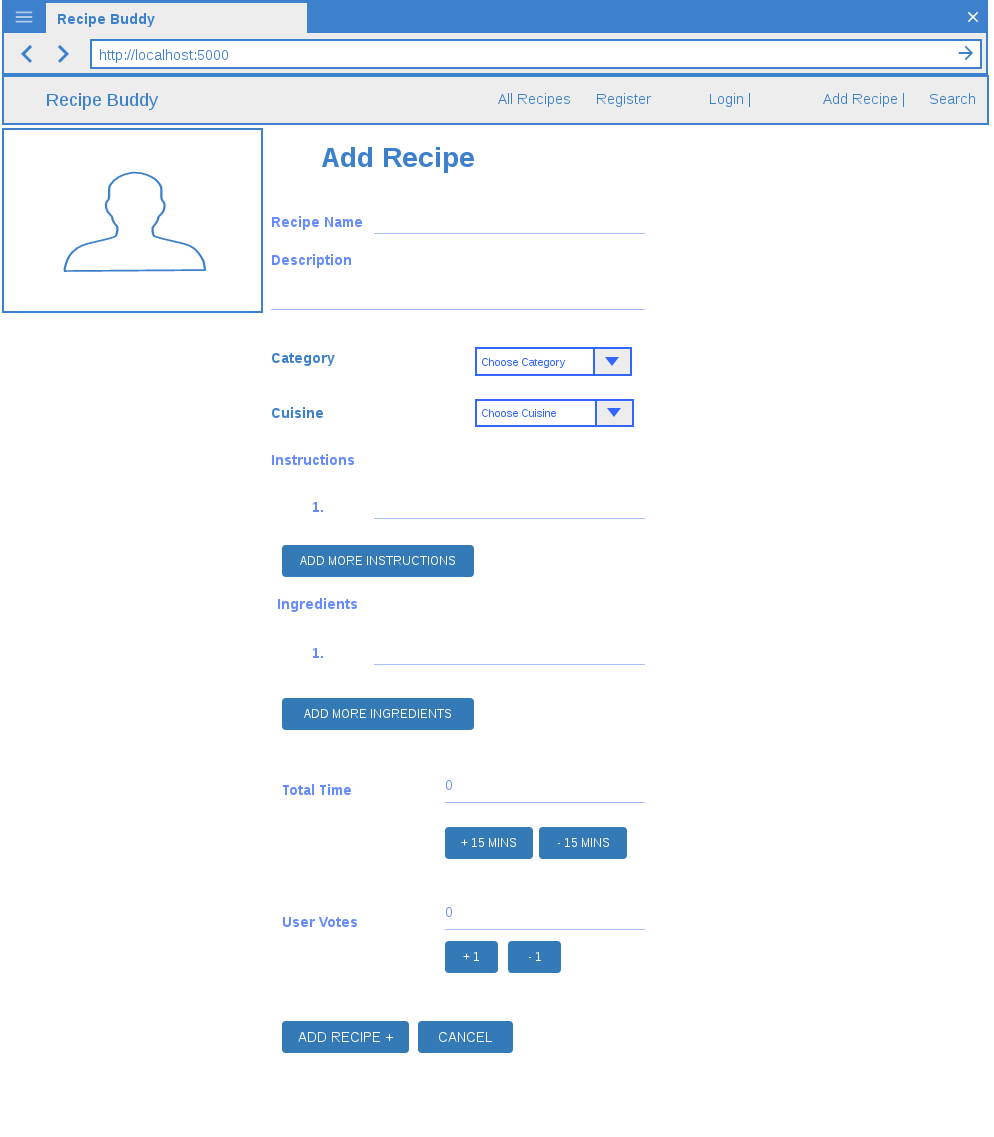 Recipe Buddy
http://localhost:5000
Recipe Buddy All Recipes Register Login | Add Recipe | Search
Add Recipe
Recipe Name
Description
Category Choose Category
Cuisine Choose Cuisine
Instructions
1.
ADD MORE INSTRUCTIONS
Ingredients
1.
ADD MORE INGREDIENTS
Total Time 0
+ 15 MINS - 15 MINS
User Votes 0
+ 1 - 1
ADD RECIPE + CANCEL